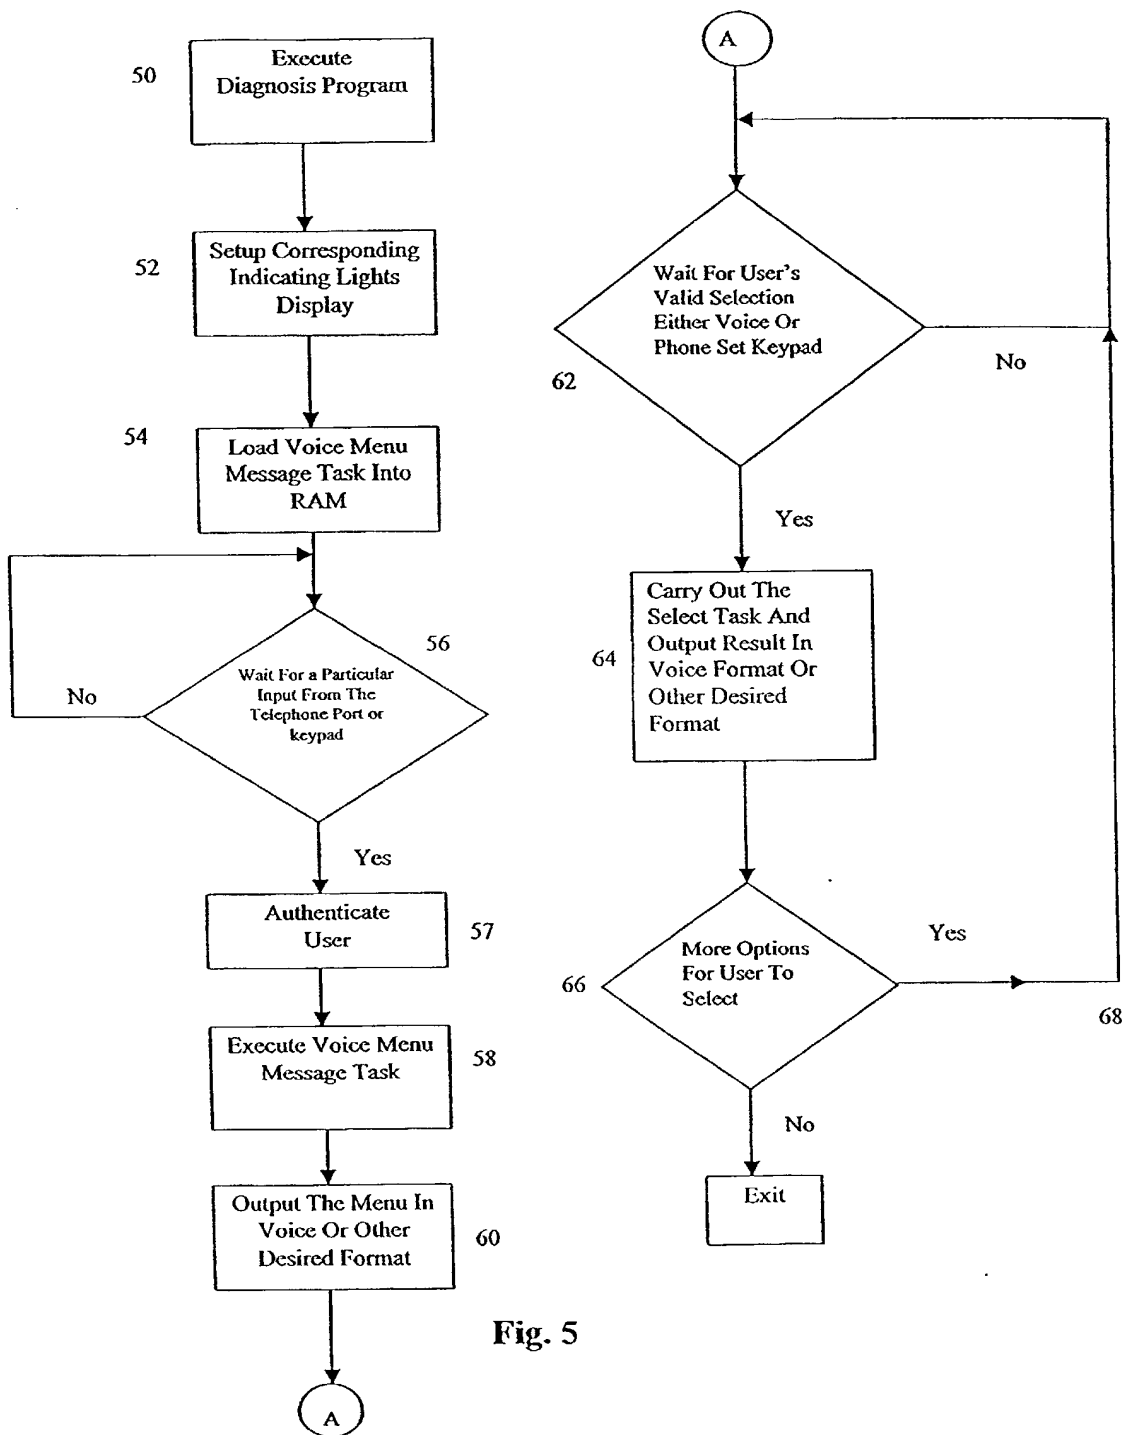 50
Execute
Diagnosis Program
52
Setup Corresponding
Indicating Lights
Display
54
Load Voice Menu
Message Task Into
RAM
56
Wait For a Particular
Input From The
Telephone Port or
keypad
No
Yes
Authenticate
User
57
Execute Voice Menu
Message Task
58
Output The Menu In
Voice Or Other
Desired Format
60
A
A
Wait For User's
Valid Selection
Either Voice Or
Phone Set Keypad
62
No
Yes
Carry Out The
Select Task And
Output Result In
Voice Format Or
Other Desired
Format
64
More Options
For User To
Select
66
Yes
68
No
Exit
Fig. 5